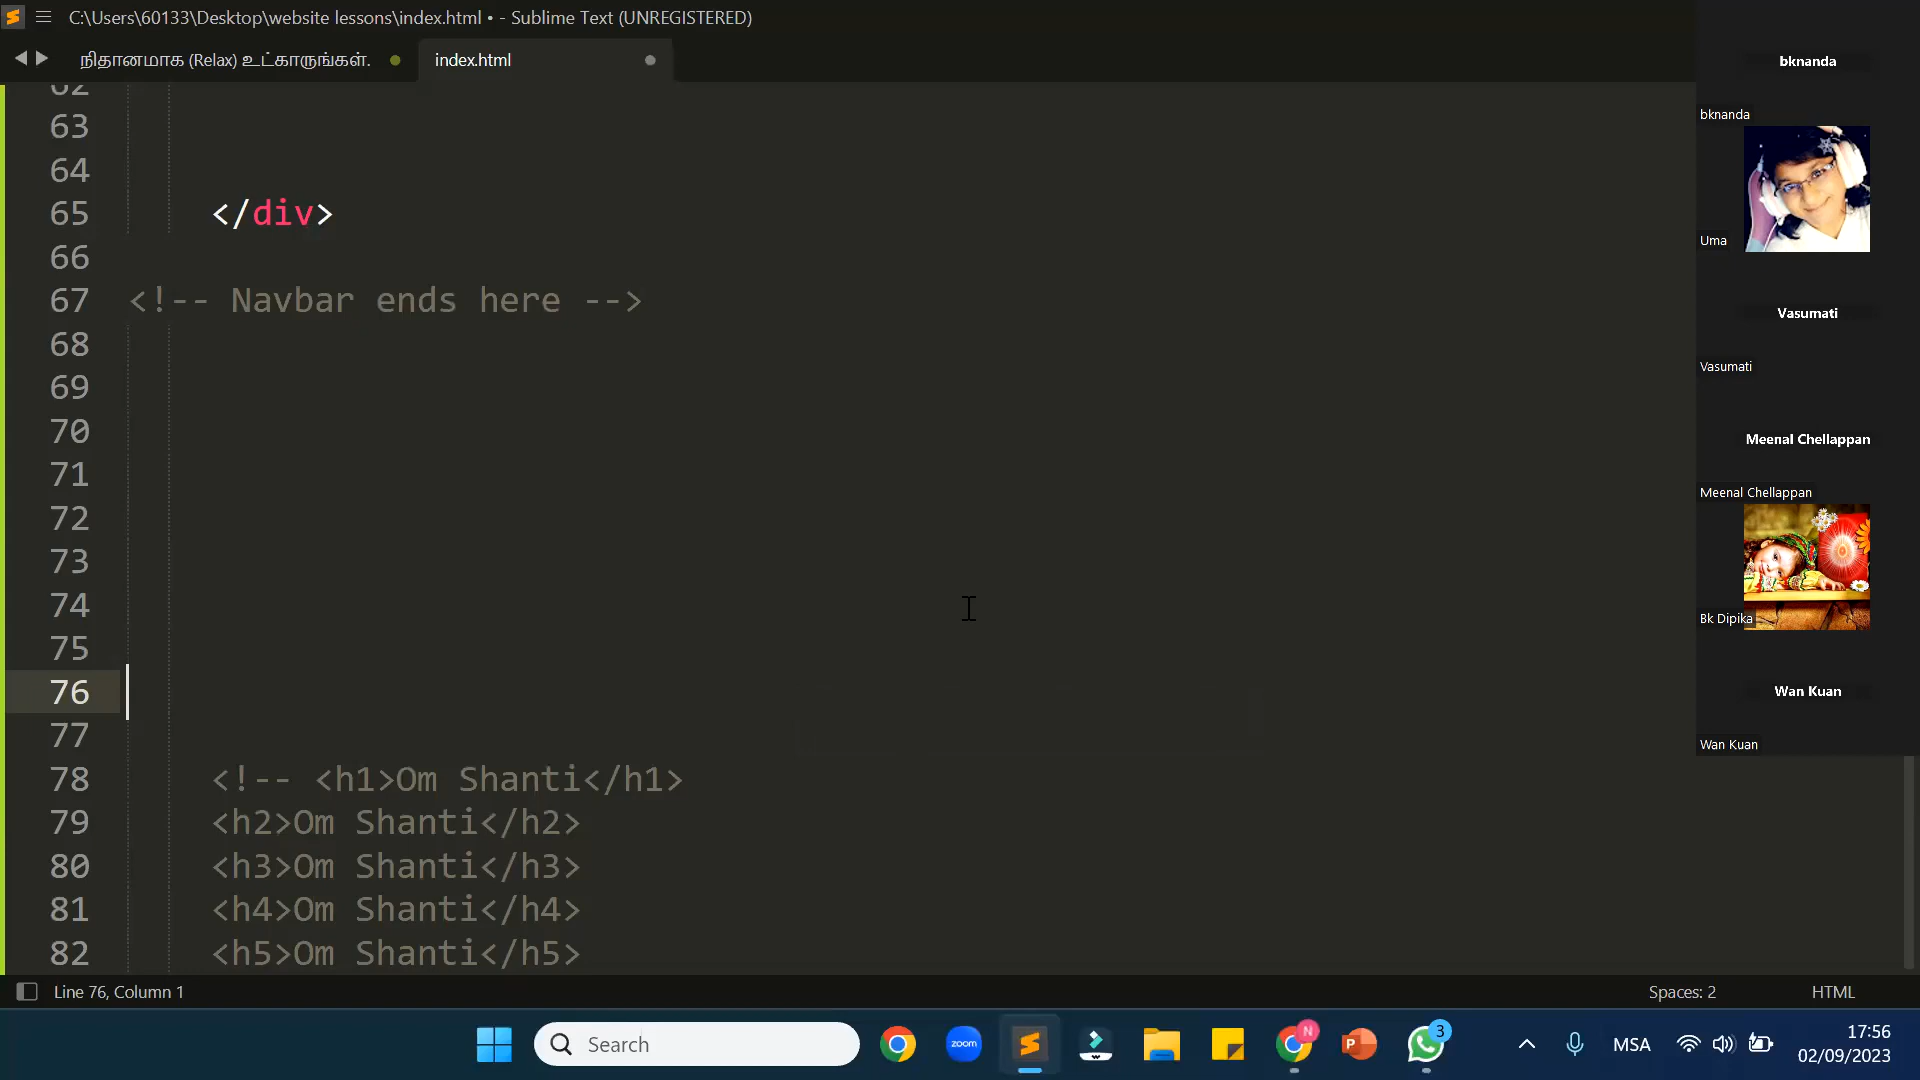 C:\Users\60133\Desktop\website lessons\index.html • - Sublime Text (UNREGISTERED)
நிதானமாக (Relax) உட்காருங்கள்.
index.html
62
63
64
65 </div>
66
67 <!-- Navbar ends here -->
68
69
70
71
72
73
74
75
76
77
78 <!-- <h1>Om Shanti</h1>
79 <h2>Om Shanti</h2>
80 <h3>Om Shanti</h3>
81 <h4>Om Shanti</h4>
82 <h5>Om Shanti</h5>
Line 76, Column 1
Spaces: 2
HTML
bknanda
bknanda
Uma
Vasumati
Vasumati
Meenal Chellappan
Meenal Chellappan
Bk Dipika
Wan Kuan
Wan Kuan
Search
zoom
N
P
3
MSA
17:56
02/09/2023